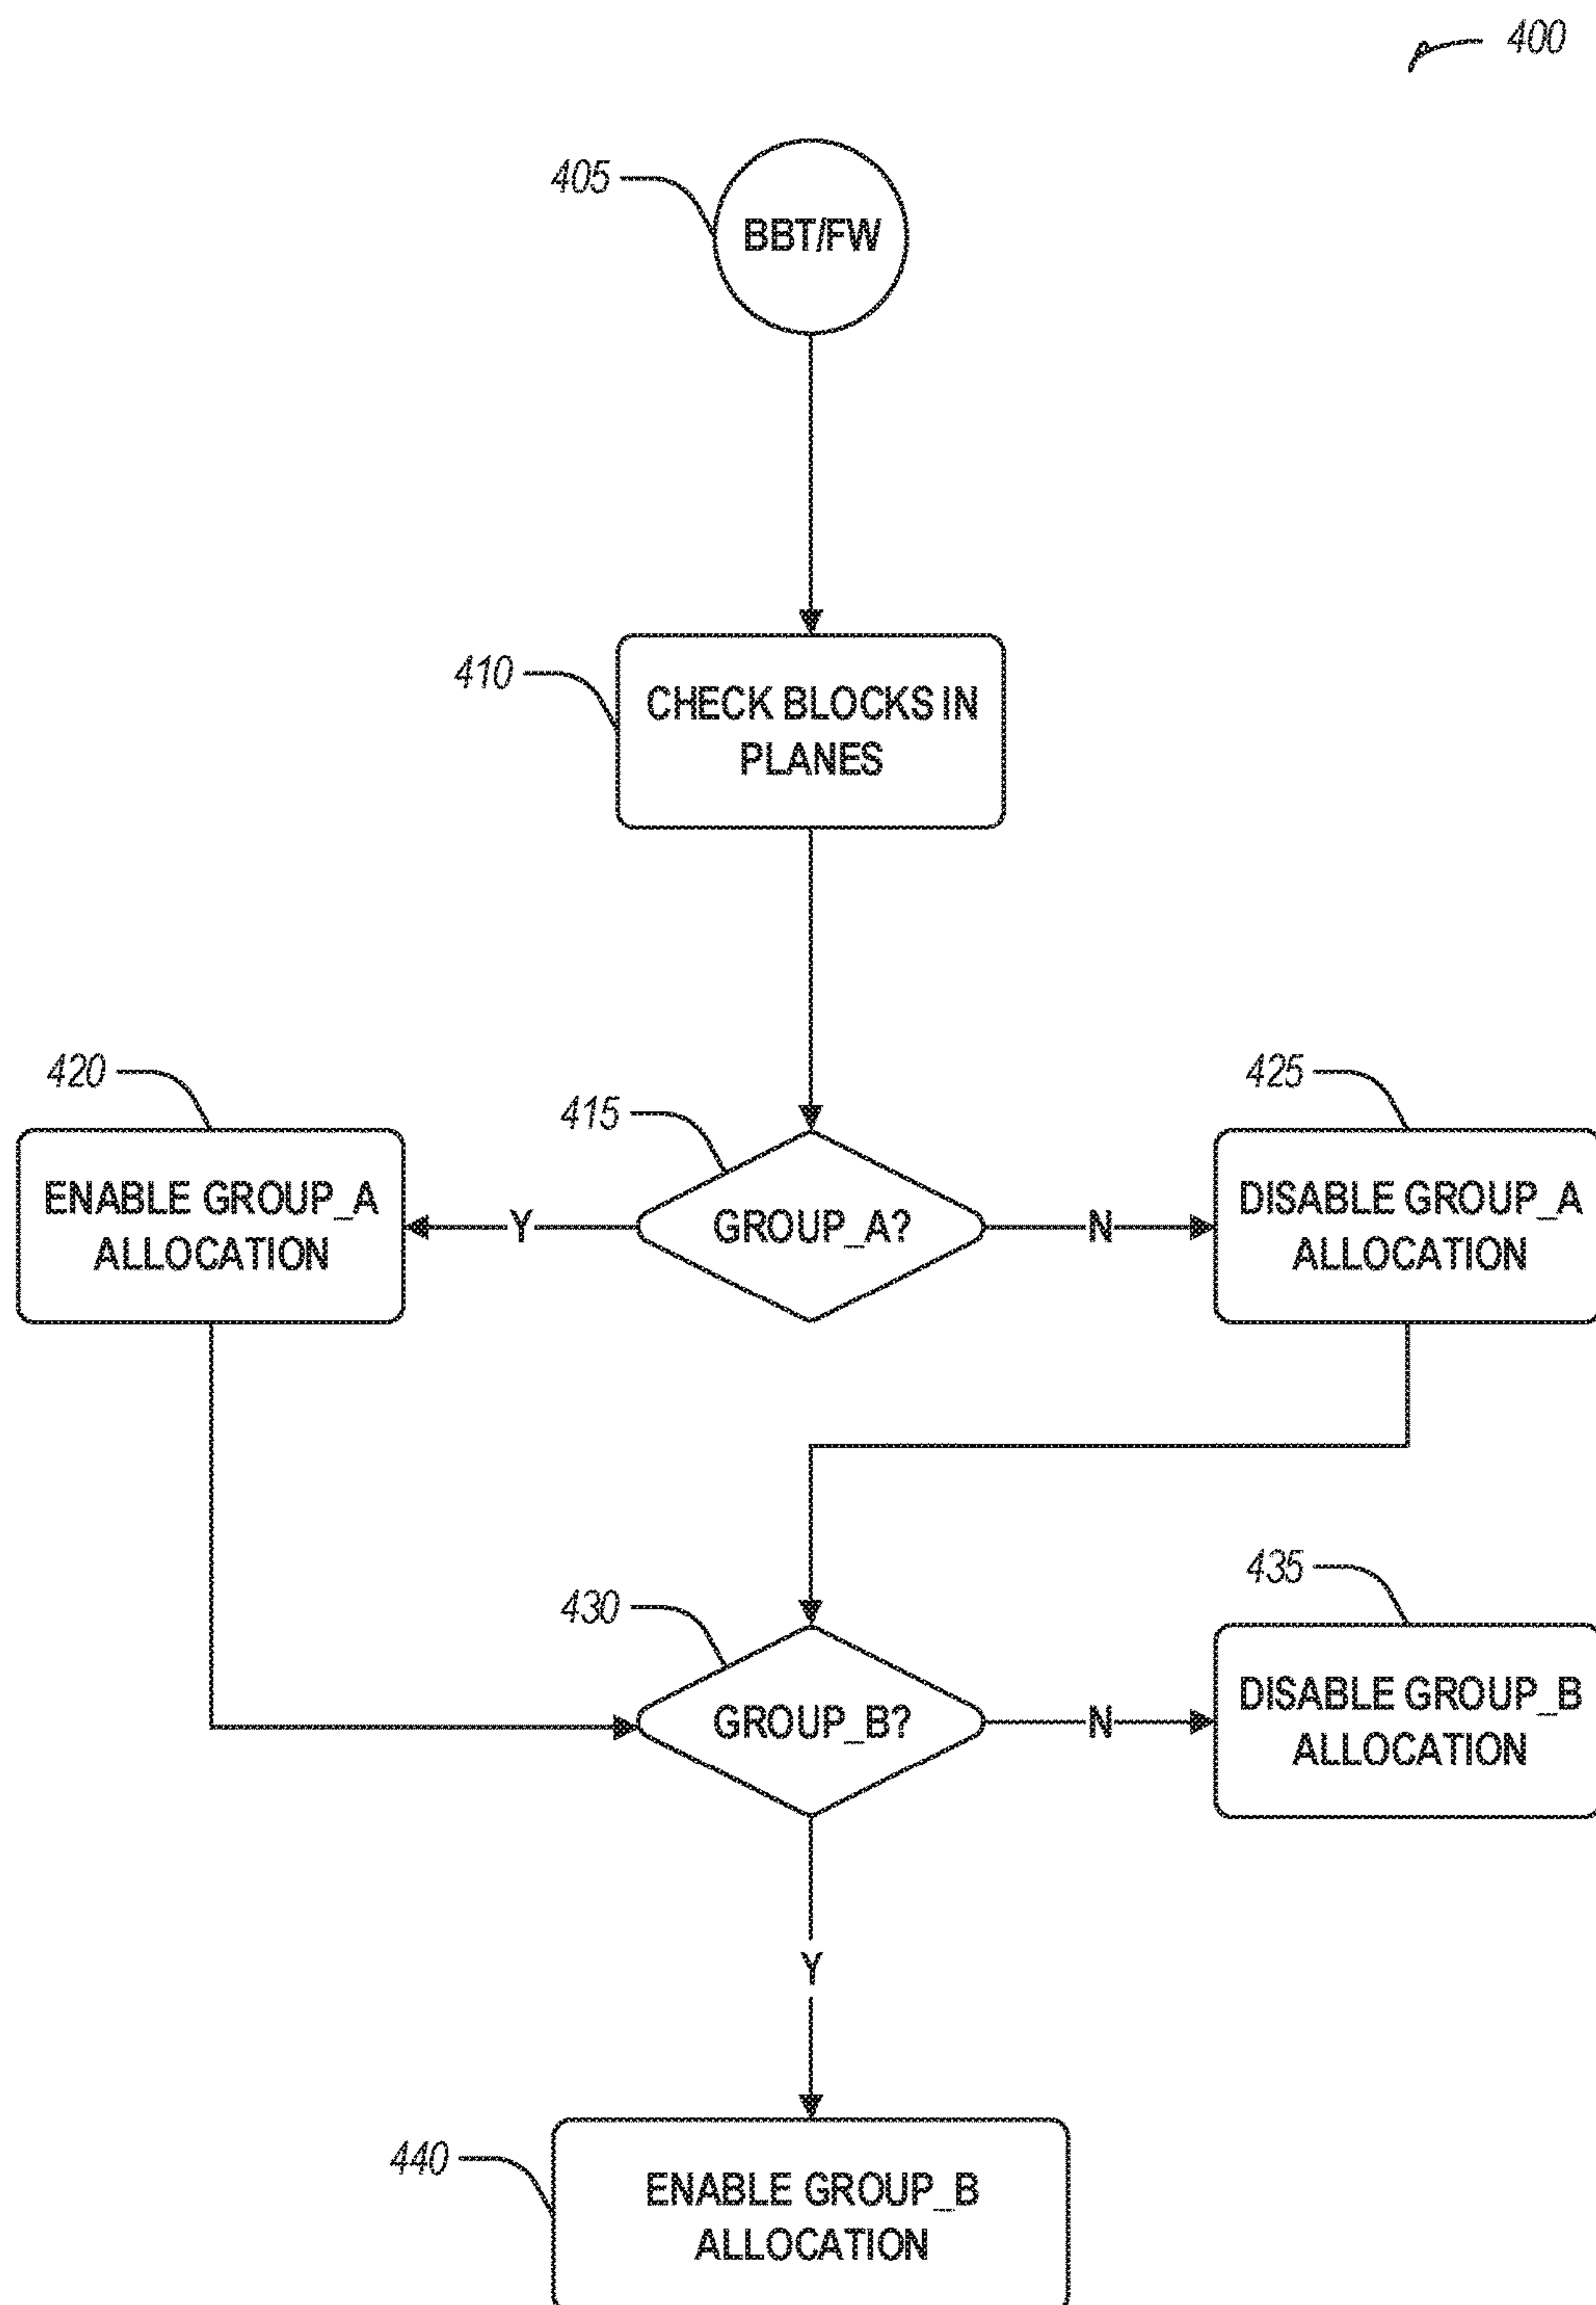 400
405
BBT/FW
410
CHECK BLOCKS IN
PLANES
420
415
425
ENABLE GROUP_A
ALLOCATION
Y
GROUP_A?
N
DISABLE GROUP_A
ALLOCATION
430
435
GROUP_B?
N
DISABLE GROUP_B
ALLOCATION
Y
440
ENABLE GROUP_B
ALLOCATION